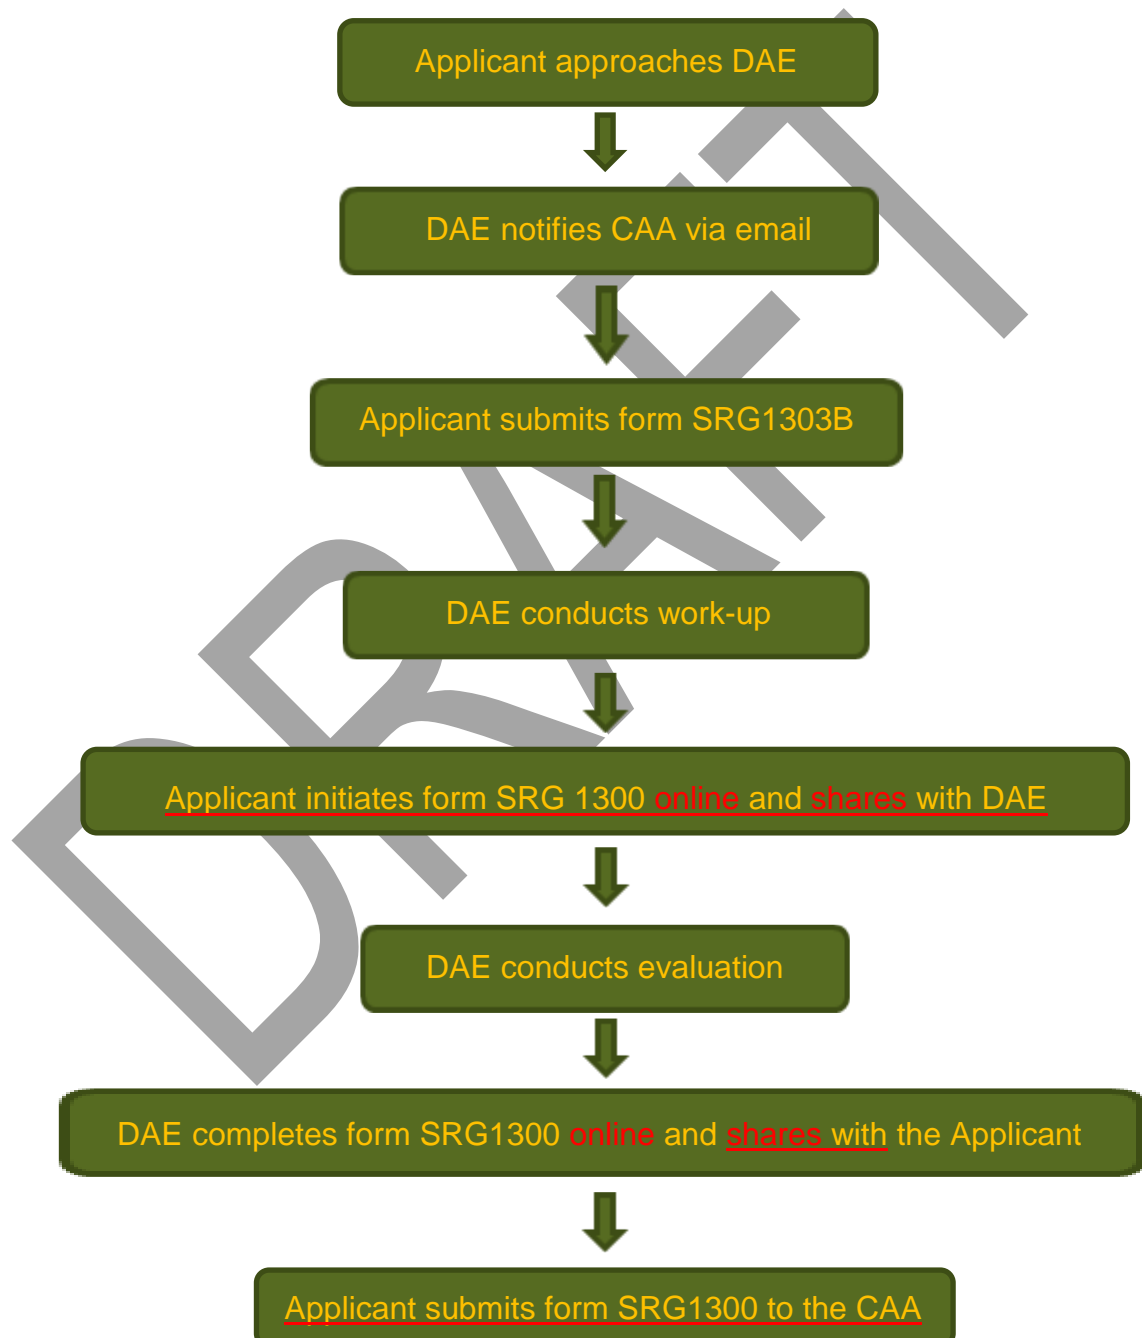 Applicant approaches DAE
DAE notifies CAA via email
Applicant submits form SRG1303B
DAE conducts work-up
Applicant initiates form SRG 1300 online and shares with DAE
DAE conducts evaluation
DAE completes form SRG1300 online and shares with the Applicant
Applicant submits form SRG1300 to the CAA
DRAFT